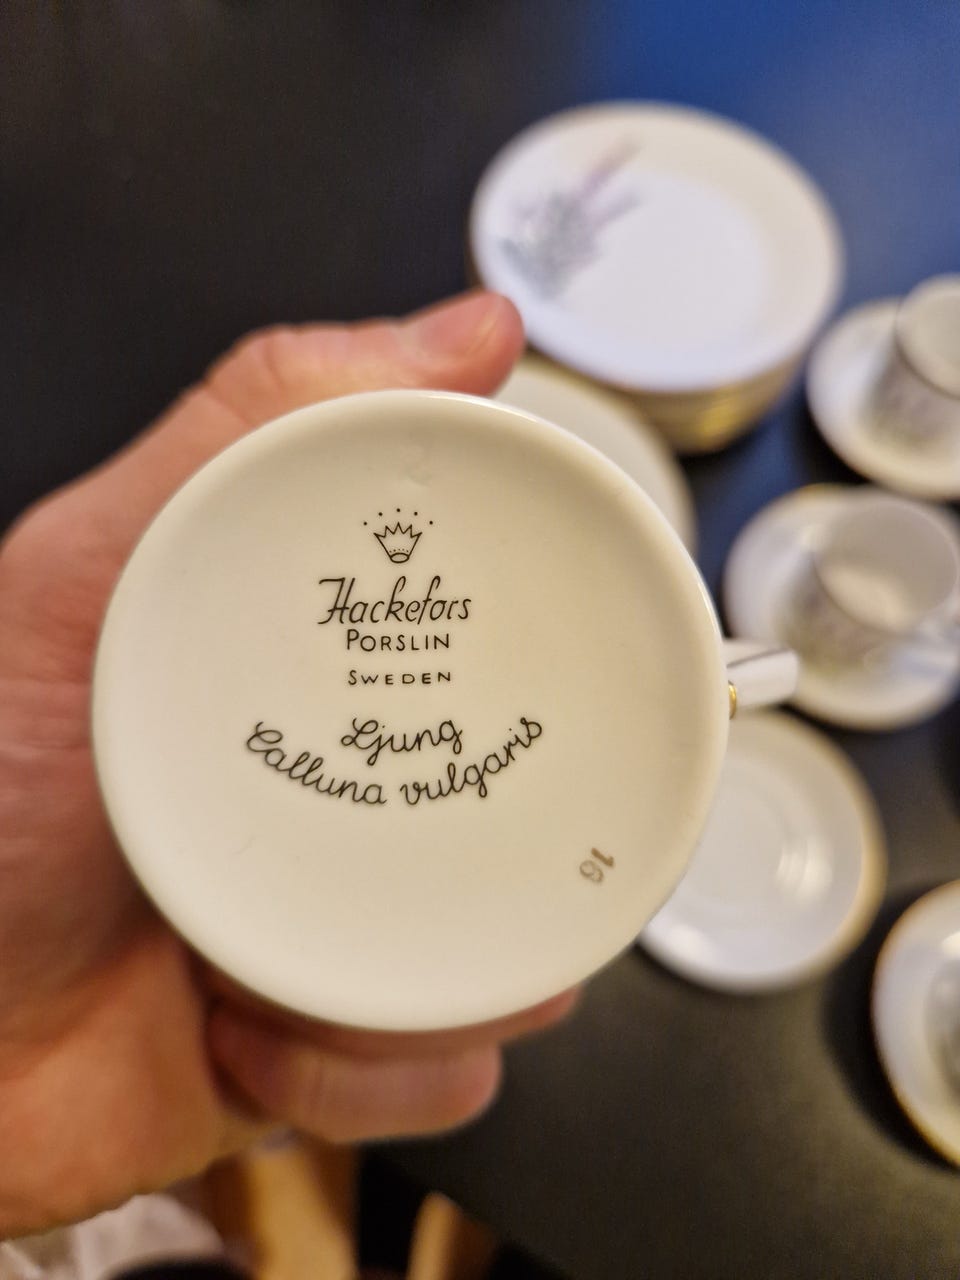 Hackefors
PORSLIN
SWEDEN
Ljung
Calluna vulgaris
16